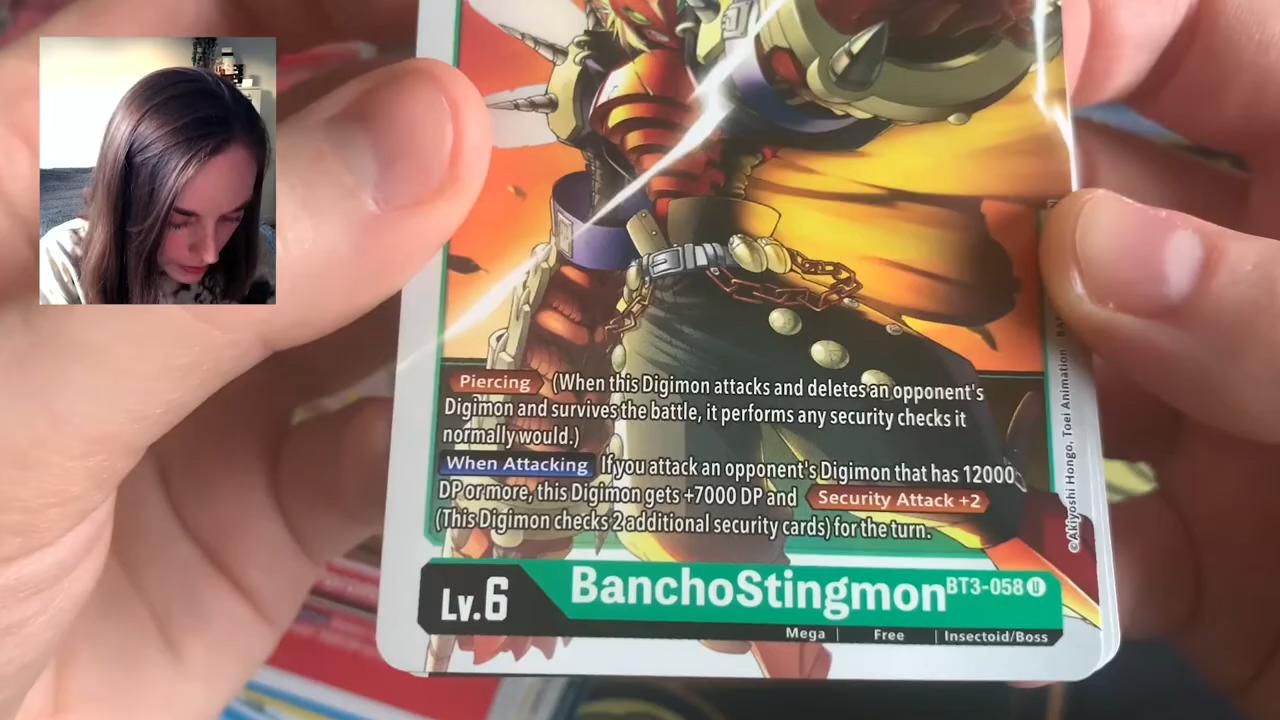 Piercing (When this Digimon attacks and deletes an opponent's
Digimon and survives the battle, it performs any security checks it
normally would.)
When Attacking If you attack an opponent's Digimon that has 12000
DP or more, this Digimon gets +7000 DP and Security Attack +2
(This Digimon checks 2 additional security cards) for the turn.
Lv.6 BanchoStingmon BT3-058 U
Mega | Free | Insectoid/Boss
©Akiyoshi Hongo, Toei Animation